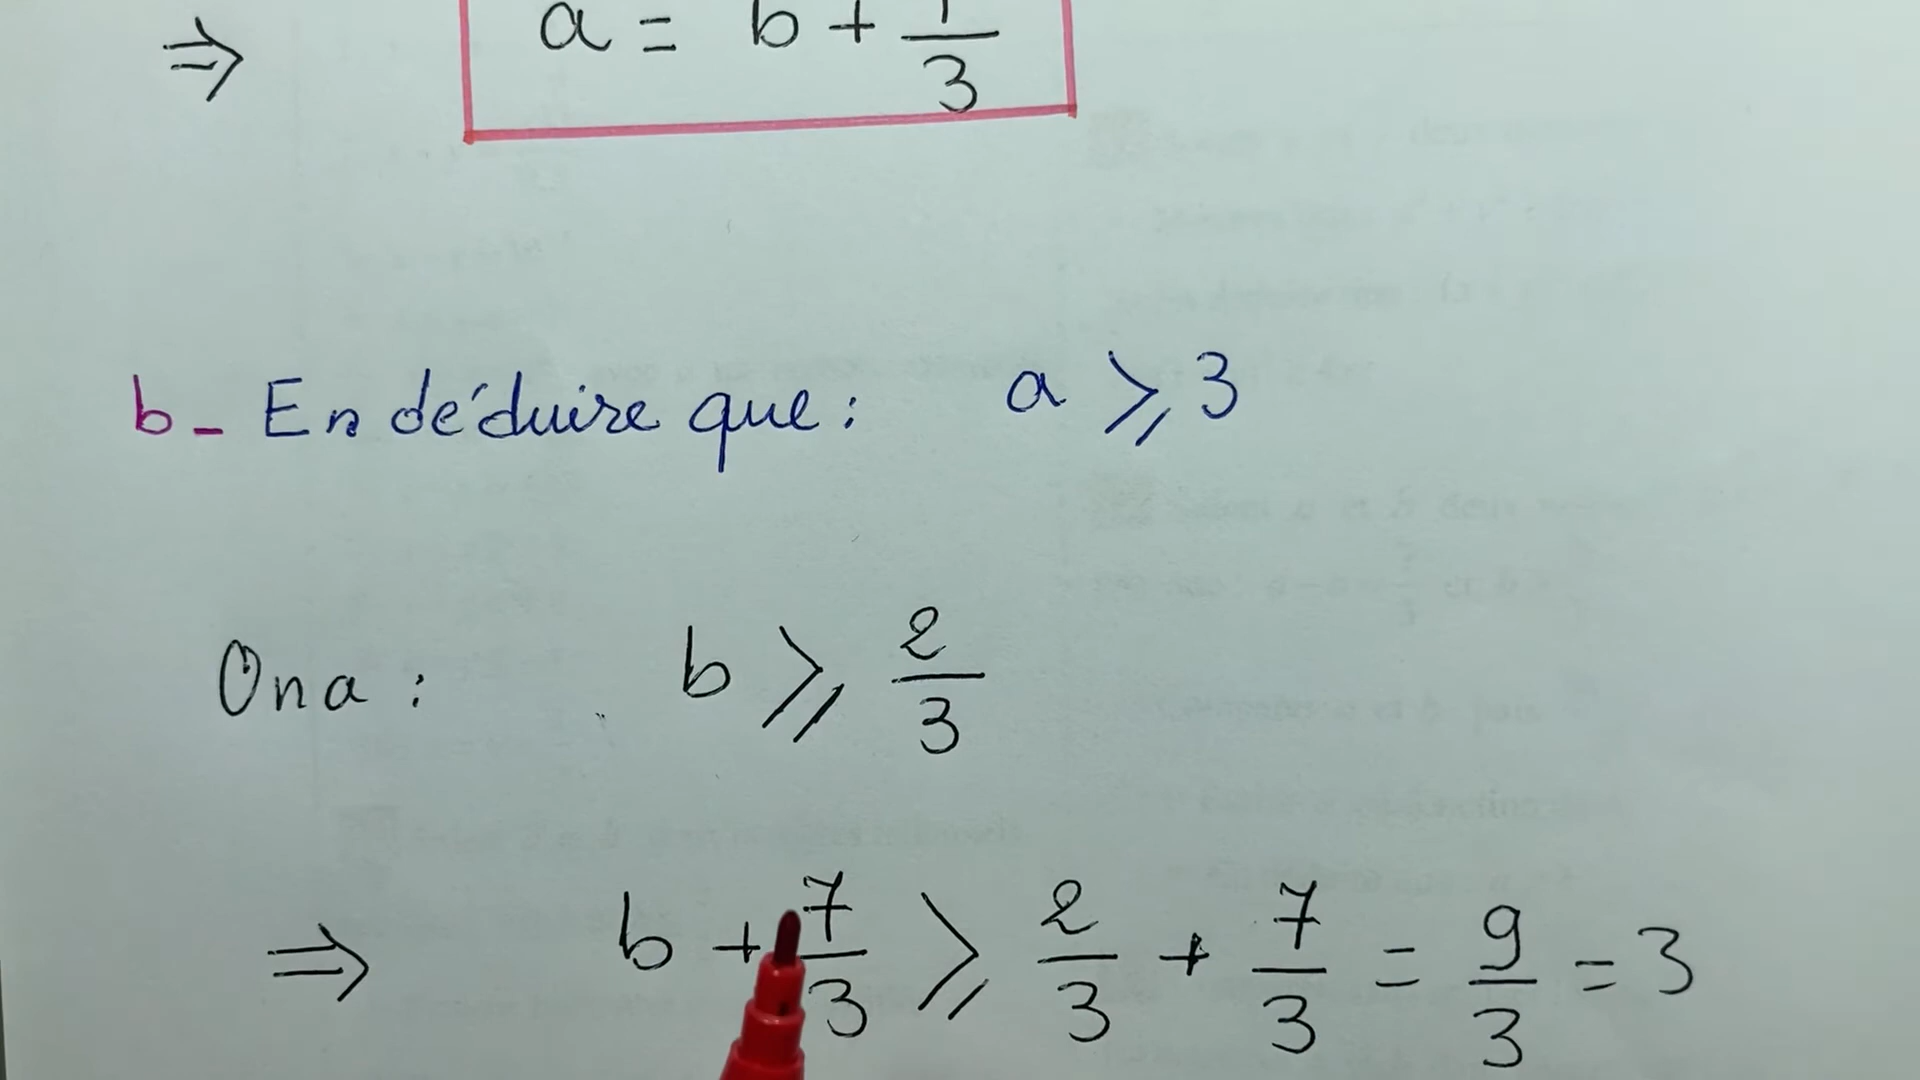 ⇒ a = b + 7/3
b- En déduire que : a ⩾ 3
On a : b ⩾ 2/3
⇒ b + 7/3 ⩾ 2/3 + 7/3 = 9/3 = 3